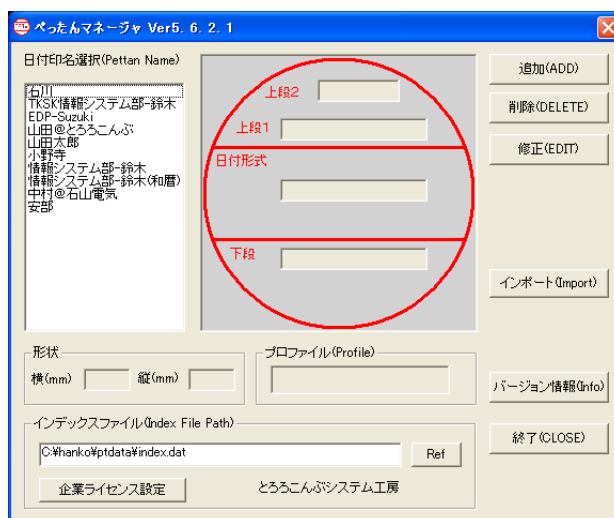 ぺったんマネージャ Ver5. 6. 2. 1
日付印名選択(Pettan Name)
石川
TKSK情報システム部-鈴木
EDP-Suzuki
山田@とろろこんぶ
山田太郎
小野寺
情報システム部-鈴木
情報システム部-鈴木(和暦)
中村@石山電気
安部
上段2
上段1
日付形式
下段
追加(ADD)
削除(DELETE)
修正(EDIT)
インポート(Import)
バージョン情報(Info)
終了(CLOSE)
形状
横(mm)
縦(mm)
プロファイル(Profile)
インデックスファイル(Index File Path)
C:¥hanko¥ptdata¥index.dat
Ref
企業ライセンス設定
とろろこんぶシステム工房